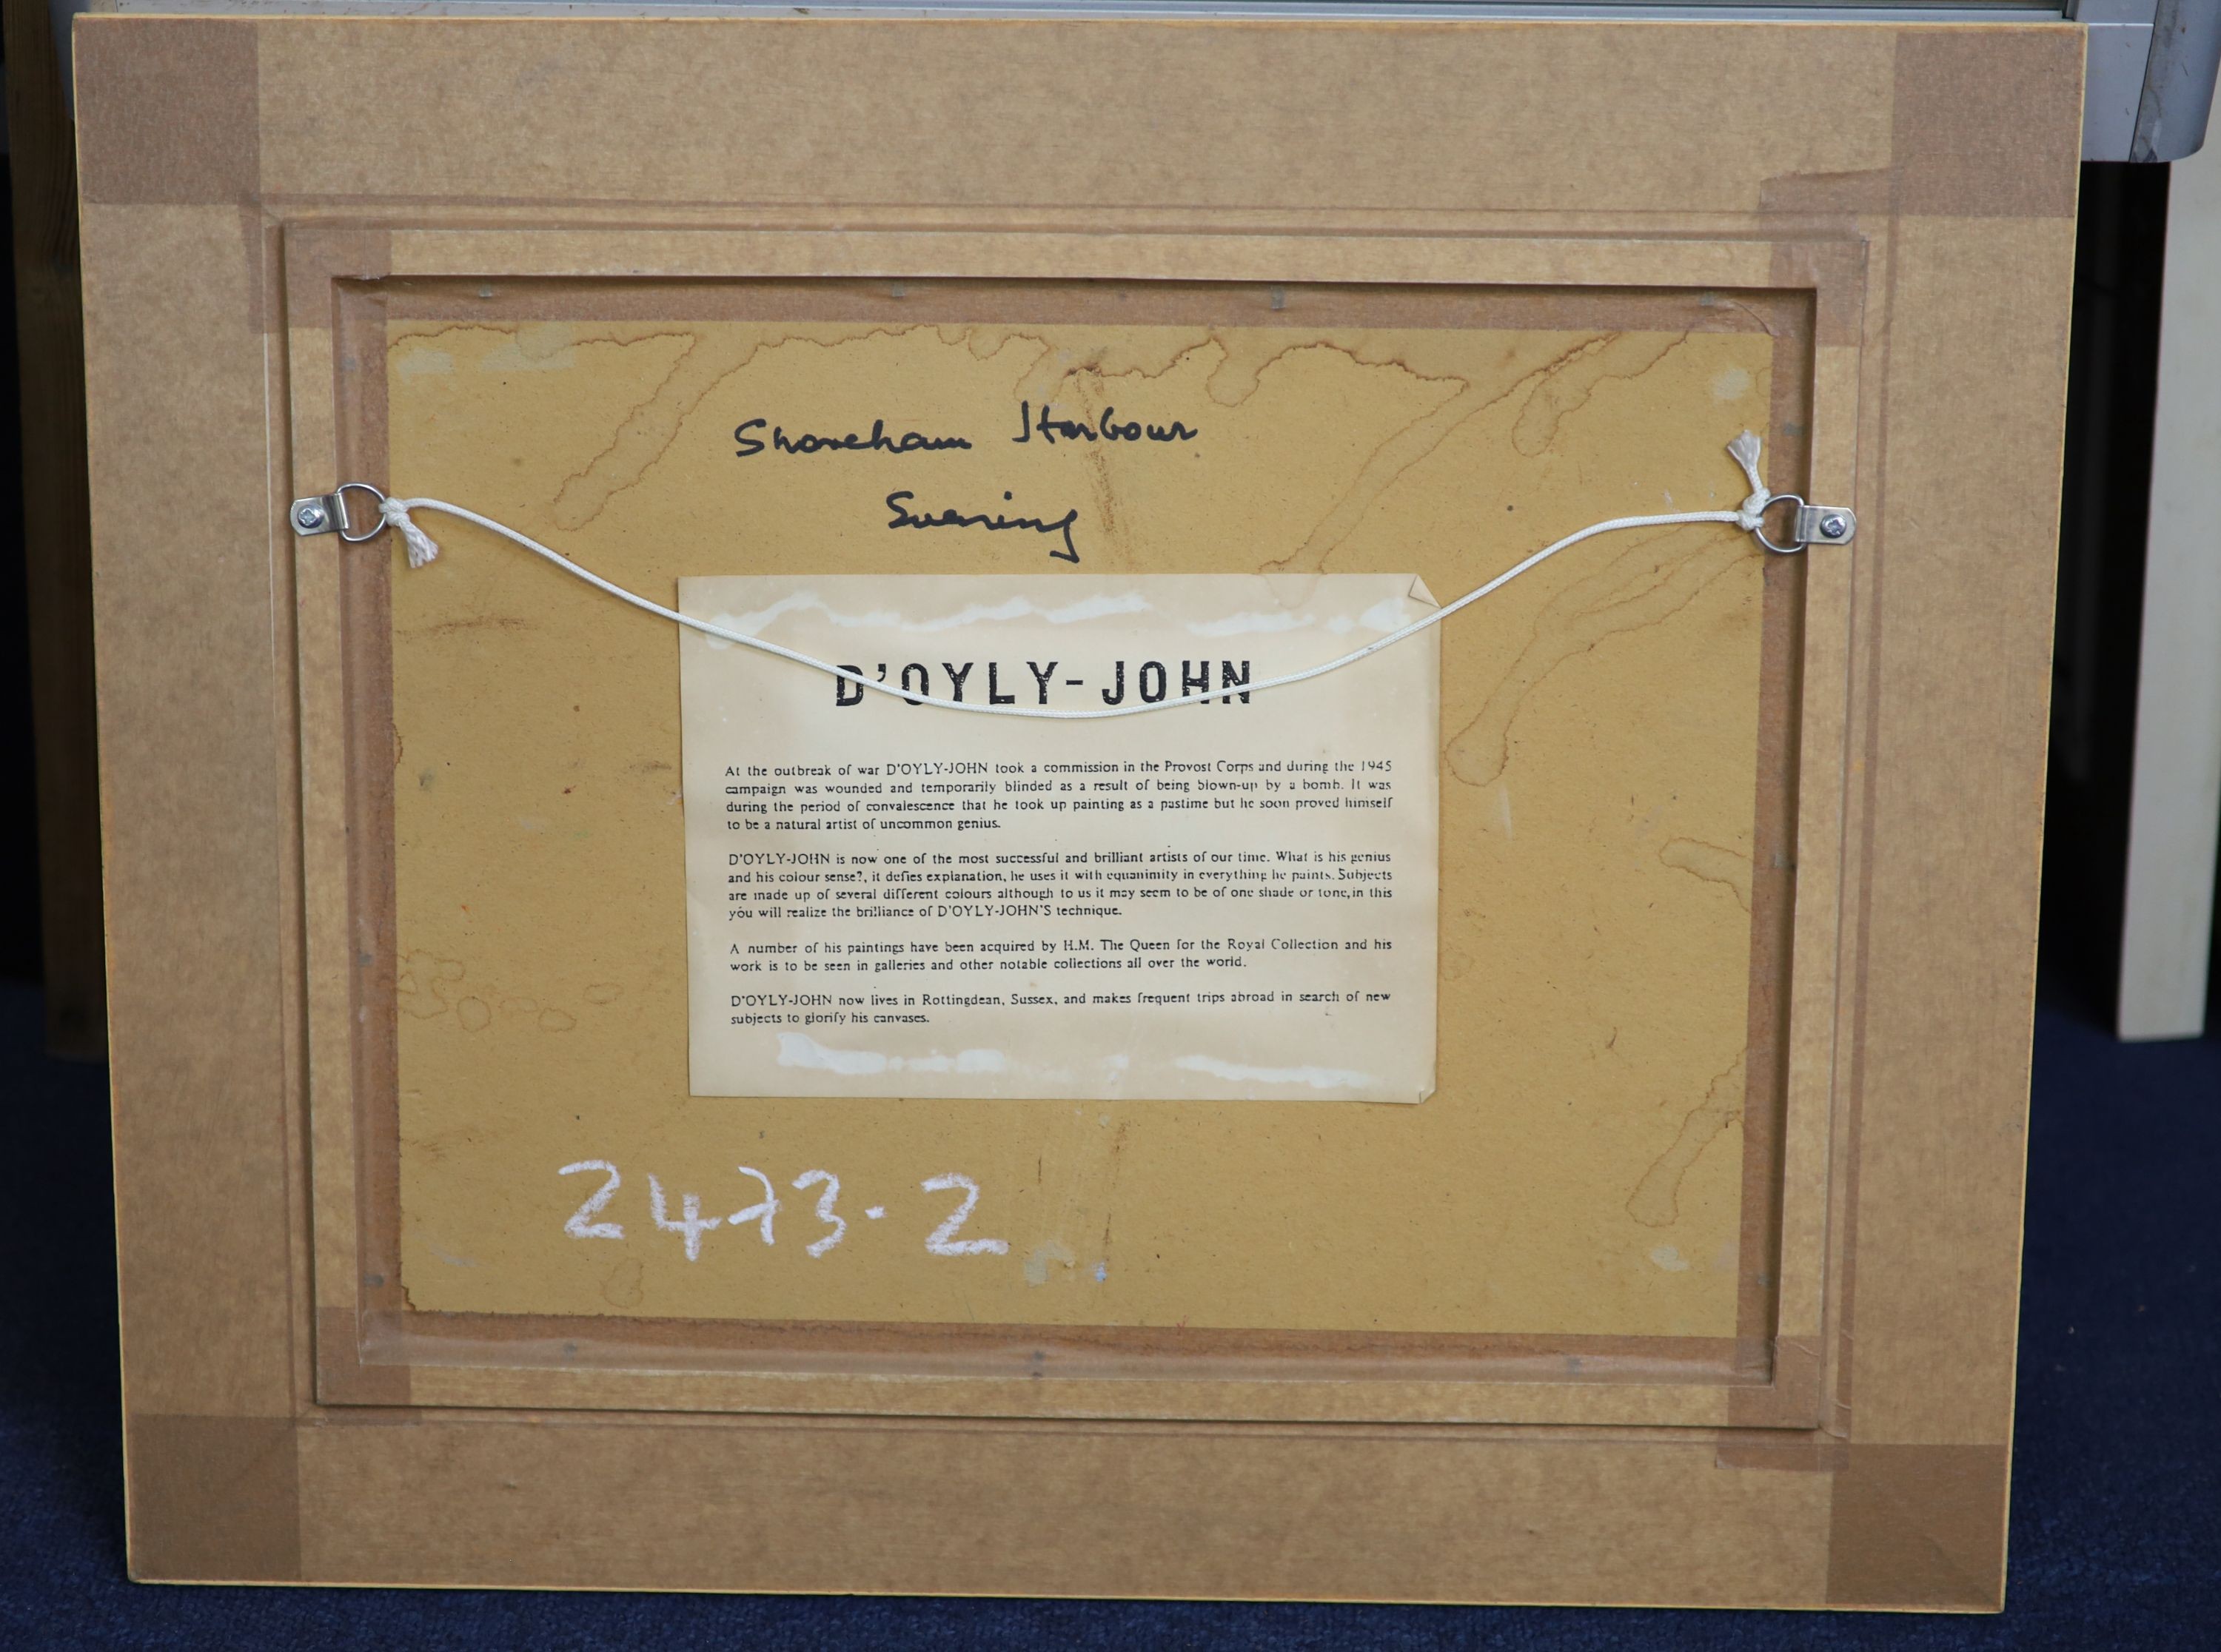 Shoreham Harbour
Evening
D'OYLY-JOHN
At the outbreak of war D'OYLY-JOHN took a commission in the Provost Corps and during the 1945
campaign was wounded and temporarily blinded as a result of being blown-up by a bomb. It was
during the period of convalescence that he took up painting as a pastime but he soon proved himself
to be a natural artist of uncommon genius.
D'OYLY-JOHN is now one of the most successful and brilliant artists of our time. What is his genius
and his colour sense?, it defies explanation, he uses it with equanimity in everything he paints. Subjects
are made up of several different colours although to us it may seem to be of one shade or tone, in this
you will realize the brilliance of D'OYLY-JOHN'S technique.
A number of his paintings have been acquired by H.M. The Queen for the Royal Collection and his
work is to be seen in galleries and other notable collections all over the world.
D'OYLY-JOHN now lives in Rottingdean, Sussex, and makes frequent trips abroad in search of new
subjects to glorify his canvases.
2473·2